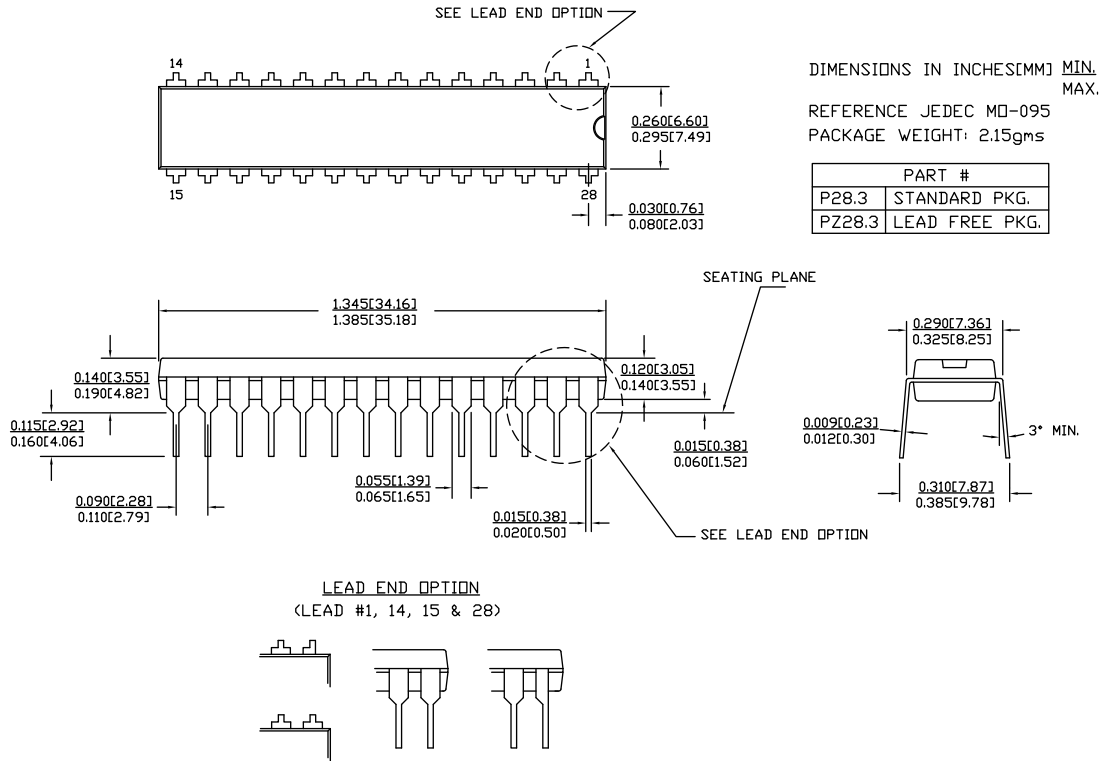 SEE LEAD END OPTION
14
1
DIMENSIONS IN INCHES[MM] MIN.
MAX.
REFERENCE JEDEC MO-095
PACKAGE WEIGHT: 2.15gms
0.260[6.60]
0.295[7.49]
PART #
P28.3 STANDARD PKG.
PZ28.3 LEAD FREE PKG.
15
28
0.030[0.76]
0.080[2.03]
SEATING PLANE
1.345[34.16]
1.385[35.18]
0.290[7.36]
0.325[8.25]
0.140[3.55]
0.190[4.82]
0.120[3.05]
0.140[3.55]
0.115[2.92]
0.160[4.06]
0.009[0.23]
0.012[0.30]
3° MIN.
0.015[0.38]
0.060[1.52]
0.055[1.39]
0.065[1.65]
0.090[2.28]
0.110[2.79]
0.310[7.87]
0.385[9.78]
0.015[0.38]
0.020[0.50]
SEE LEAD END OPTION
LEAD END OPTION
(LEAD #1, 14, 15 & 28)